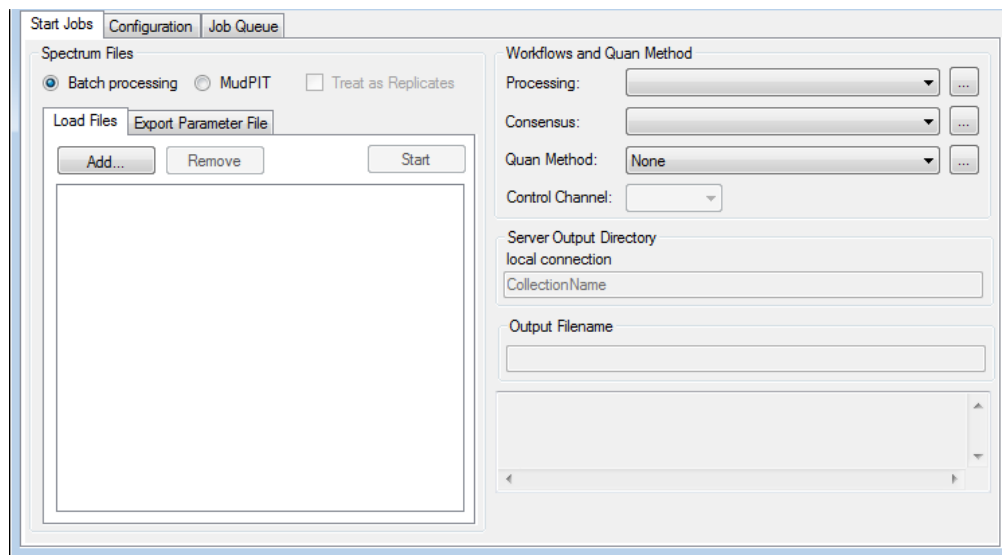 Start Jobs Configuration Job Queue
Spectrum Files
Batch processing MudPIT Treat as Replicates
Load Files Export Parameter File
Add... Remove Start
Workflows and Quan Method
Processing: ...
Consensus: ...
Quan Method: None ...
Control Channel:
Server Output Directory
local connection
CollectionName
Output Filename